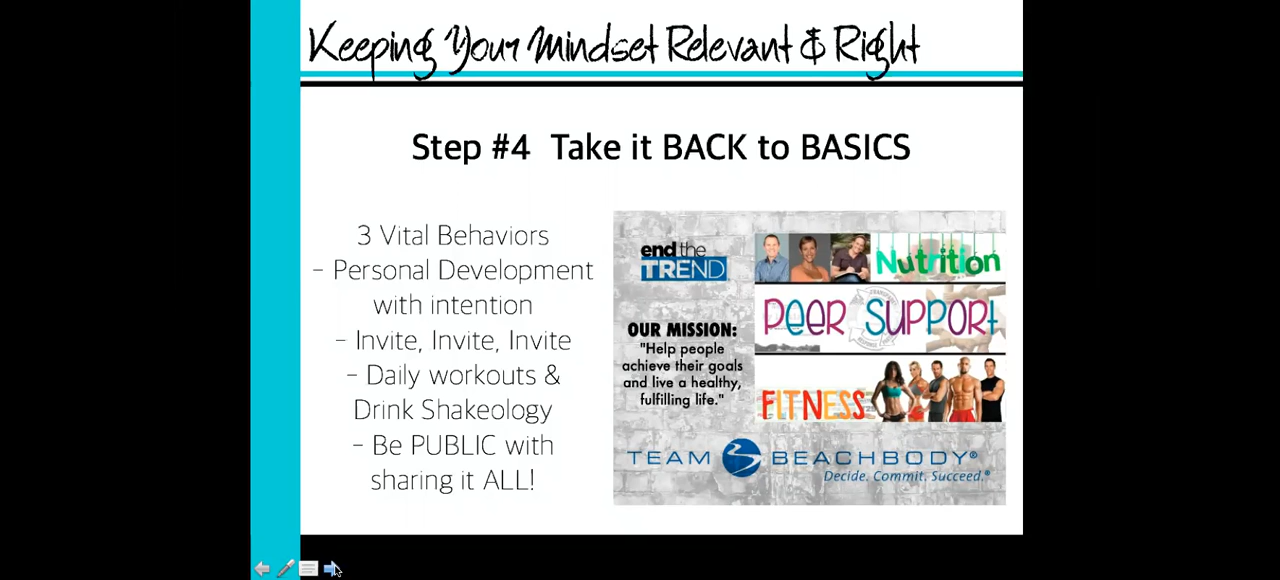 Keeping Your Mindset Relevant & Right
Step #4 Take it BACK to BASICS
3 Vital Behaviors
- Personal Development
with intention
- Invite, Invite, Invite
- Daily workouts &
Drink Shakeology
- Be PUBLIC with
sharing it ALL!
end the
TREND
OUR MISSION:
"Help people
achieve their goals
and live a healthy,
fulfilling life."
Nutrition
PEER SUPPORT
FITNESS
TEAM BEACHBODY®
Decide. Commit. Succeed.®